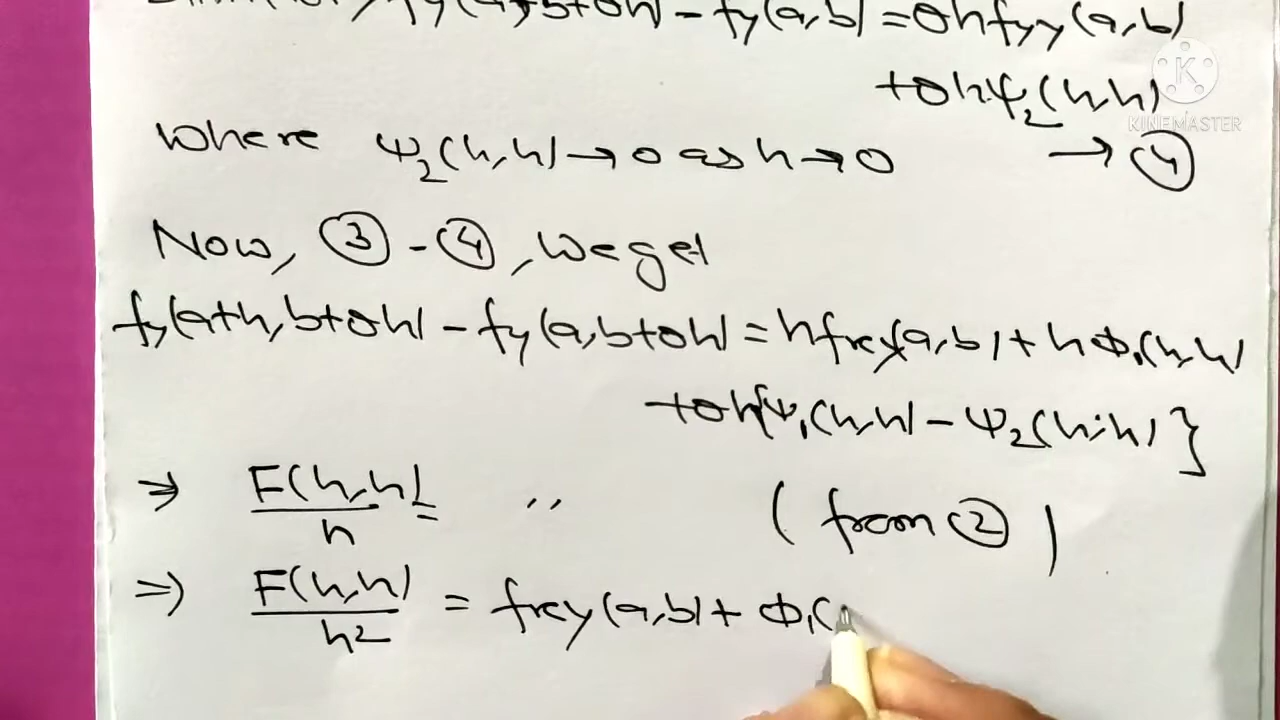 fy(a,b+θh) - fy(a,b) = θh fyy(a,b)
+ θh ψ₂(h,h)
KINEMASTER
Where ψ₂(h,h) → 0 as h → 0 → ④
Now, ③ - ④, we get
fy(a+h, b+θh) - fy(a,b+θh) = h fxy(a,b) + h Φ₁(h,h)
+ θh{ψ₁(h,h) - ψ₂(h,h)}
⇒ F(h,h)/h = ,, (from ②)
⇒ F(h,h)/h² = fxy(a,b) + Φ₁(